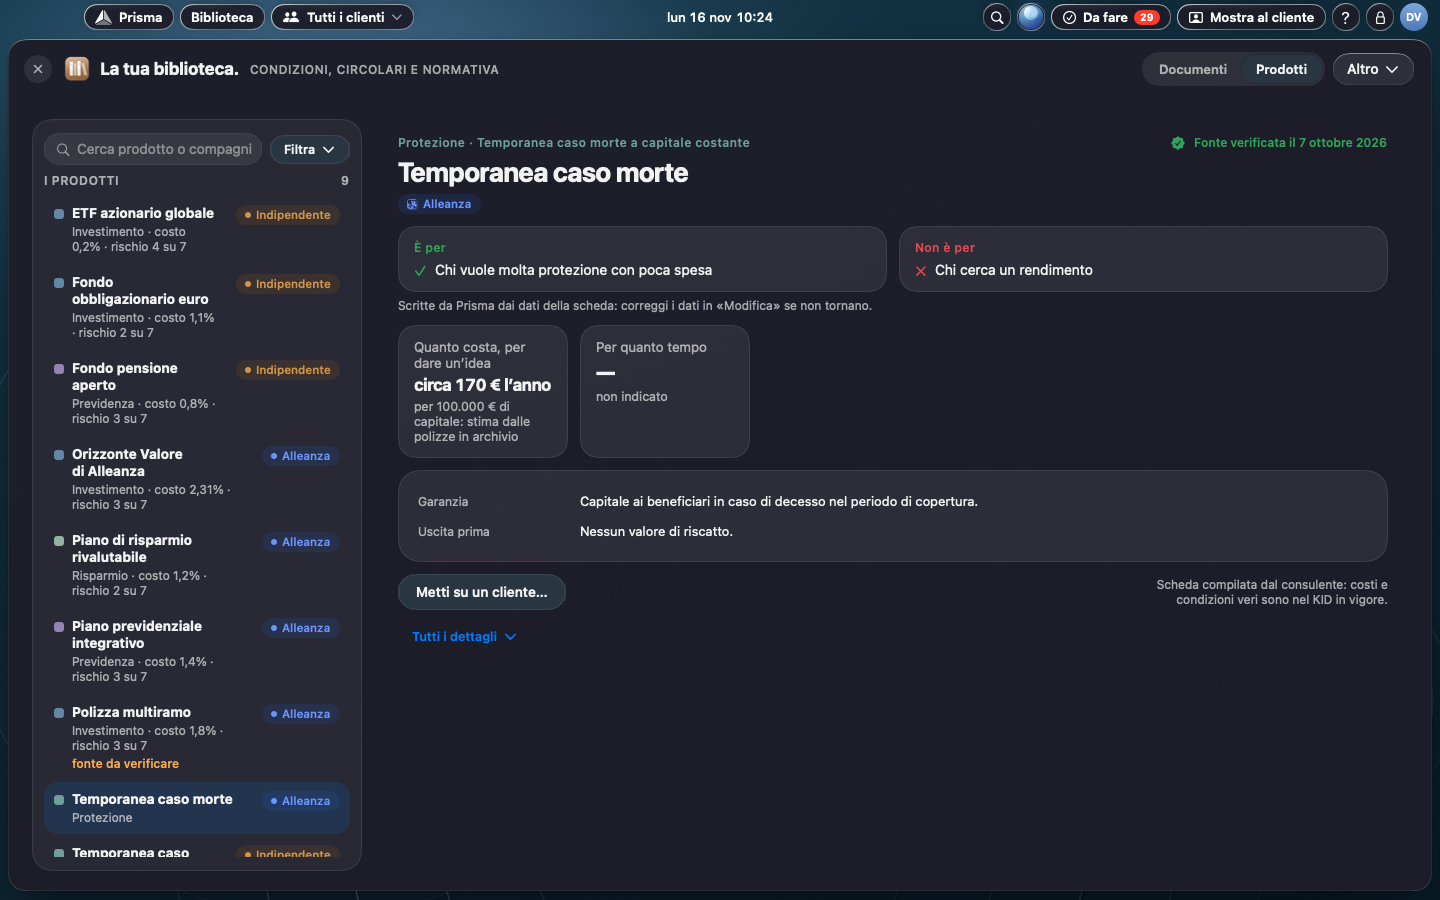 Prisma
Biblioteca
Tutti i clienti
lun 16 nov 10:24
Da fare 29
Mostra al cliente
?
DV
La tua biblioteca. CONDIZIONI, CIRCOLARI E NORMATIVA
Documenti
Prodotti
Altro
Cerca prodotto o compagni
Filtra
I PRODOTTI 9
ETF azionario globale
Indipendente
Investimento · costo
0,2% · rischio 4 su 7
Fondo
obbligazionario euro
Indipendente
Investimento · costo 1,1%
· rischio 2 su 7
Fondo pensione
aperto
Indipendente
Previdenza · costo 0,8% ·
rischio 3 su 7
Orizzonte Valore
di Alleanza
Alleanza
Investimento · costo 2,31% ·
rischio 3 su 7
Piano di risparmio
rivalutabile
Alleanza
Risparmio · costo 1,2% ·
rischio 2 su 7
Piano previdenziale
integrativo
Alleanza
Previdenza · costo 1,4% ·
rischio 3 su 7
Polizza multiramo
Alleanza
Investimento · costo 1,8% ·
rischio 3 su 7
fonte da verificare
Temporanea caso morte
Alleanza
Protezione
Temporanea caso
Indipendente
Protezione · Temporanea caso morte a capitale costante
Fonte verificata il 7 ottobre 2026
Temporanea caso morte
Alleanza
È per
Chi vuole molta protezione con poca spesa
Non è per
Chi cerca un rendimento
Scritte da Prisma dai dati della scheda: correggi i dati in «Modifica» se non tornano.
Quanto costa, per
dare un’idea
circa 170 € l’anno
per 100.000 € di
capitale: stima dalle
polizze in archivio
Per quanto tempo
—
non indicato
Garanzia Capitale ai beneficiari in caso di decesso nel periodo di copertura.
Uscita prima Nessun valore di riscatto.
Metti su un cliente...
Scheda compilata dal consulente: costi e
condizioni veri sono nel KID in vigore.
Tutti i dettagli